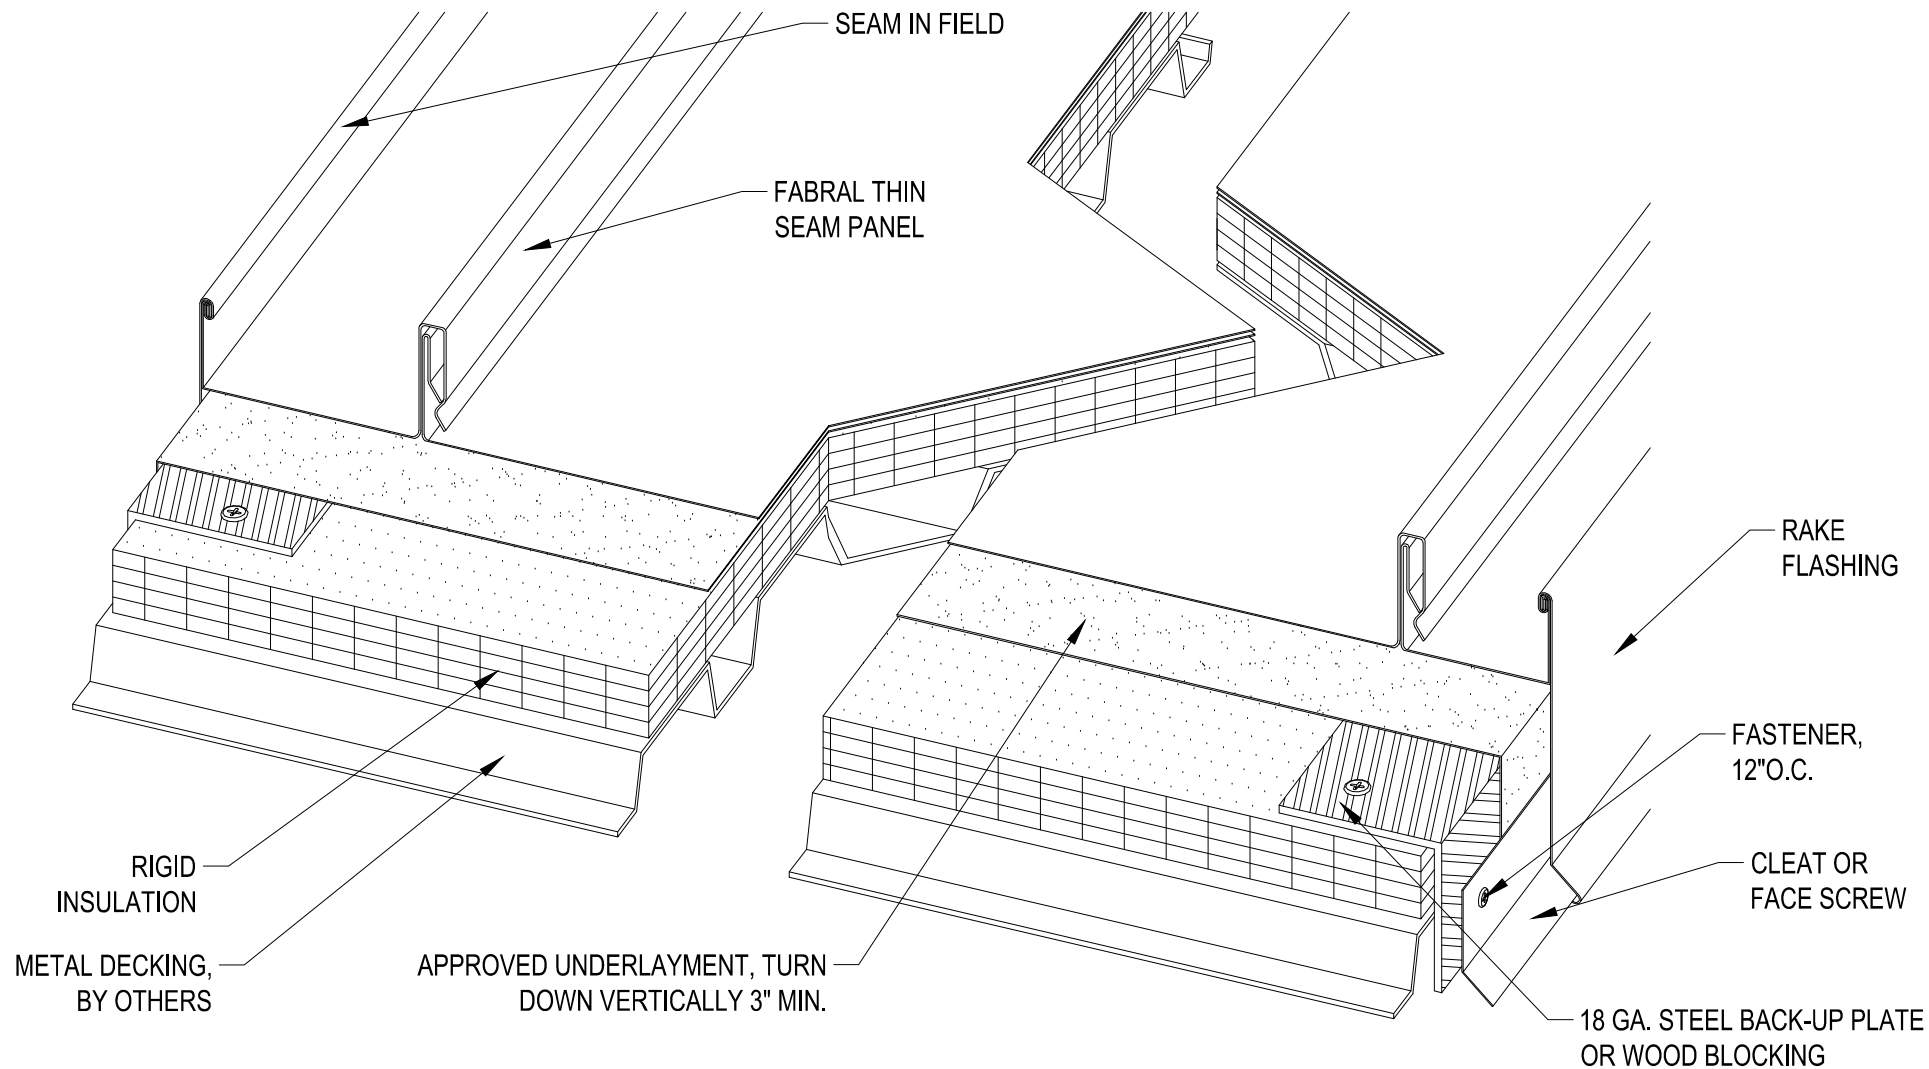 SEAM IN FIELD
FABRAL THIN
SEAM PANEL
RAKE
FLASHING
FASTENER,
12"O.C.
CLEAT OR
FACE SCREW
RIGID
INSULATION
METAL DECKING,
BY OTHERS
APPROVED UNDERLAYMENT, TURN
DOWN VERTICALLY 3" MIN.
18 GA. STEEL BACK-UP PLATE
OR WOOD BLOCKING